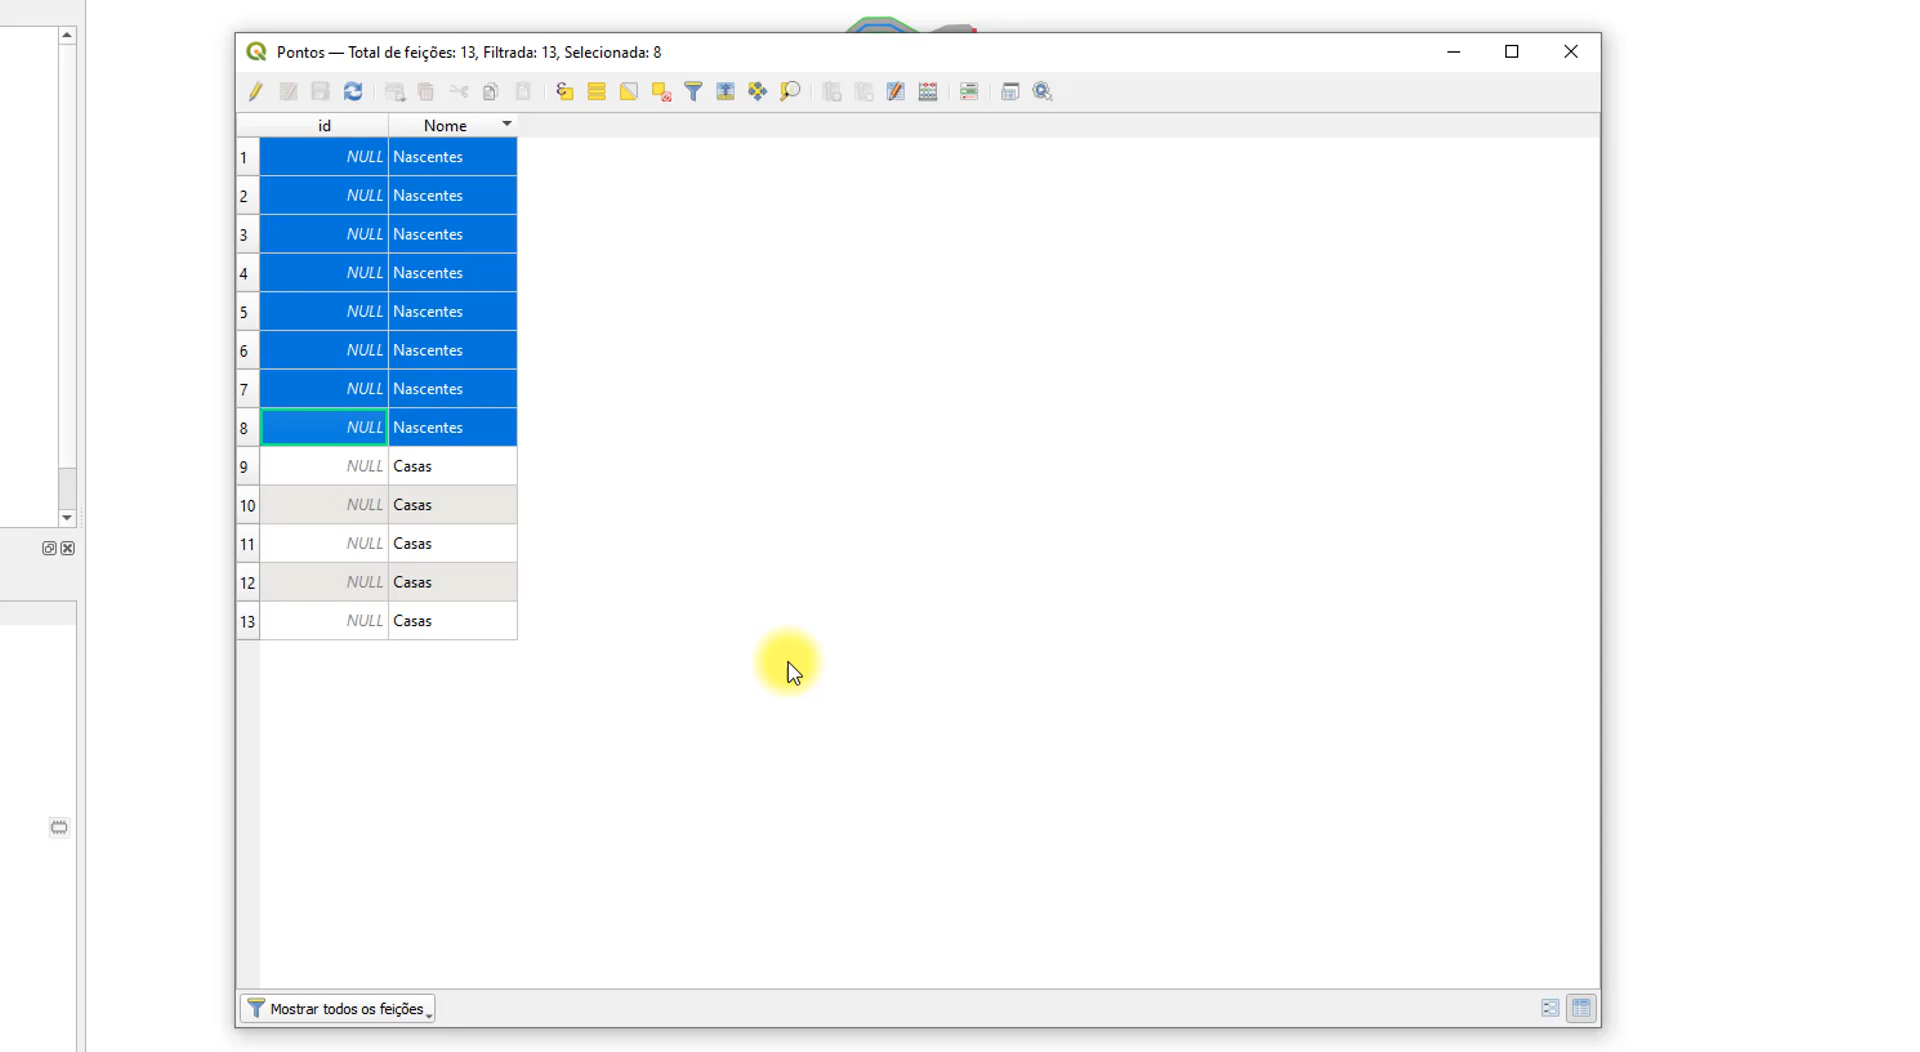 Pontos — Total de feições: 13, Filtrada: 13, Selecionada: 8
id Nome
1 NULL Nascentes
2 NULL Nascentes
3 NULL Nascentes
4 NULL Nascentes
5 NULL Nascentes
6 NULL Nascentes
7 NULL Nascentes
8 NULL Nascentes
9 NULL Casas
10 NULL Casas
11 NULL Casas
12 NULL Casas
13 NULL Casas
Mostrar todos os feições